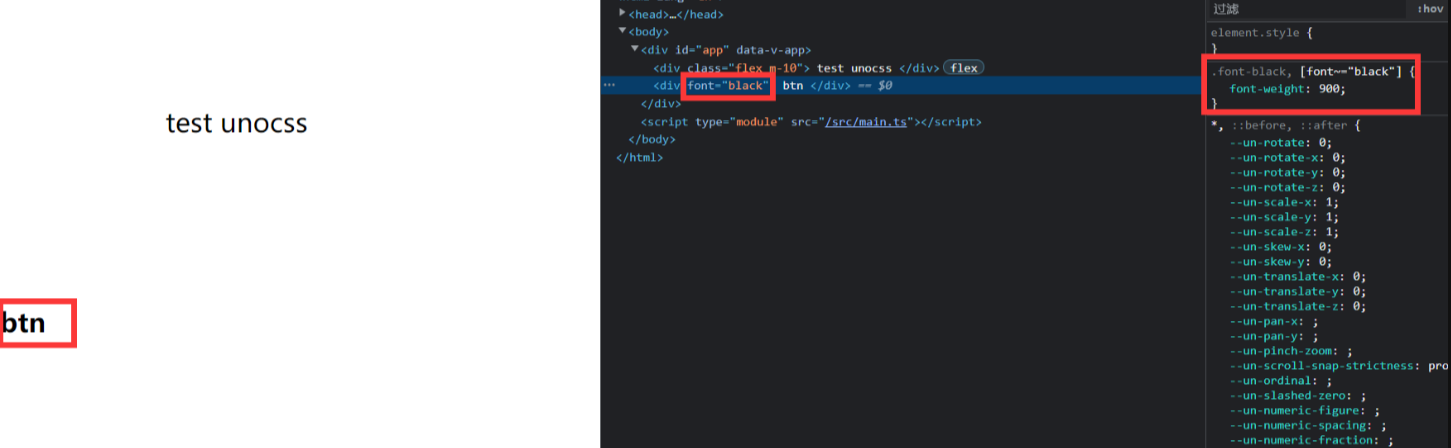 test unocss
btn
<head>…</head>
<body>
<div id="app" data-v-app>
<div class="flex m-10"> test unocss </div> flex
··· <div font="black" btn </div> == $0
</div>
<script type="module" src="/src/main.ts"></script>
</body>
</html>
过滤 :hov
element.style {
}
.font-black, [font~="black"] {
font-weight: 900;
}
*, ::before, ::after {
--un-rotate: 0;
--un-rotate-x: 0;
--un-rotate-y: 0;
--un-rotate-z: 0;
--un-scale-x: 1;
--un-scale-y: 1;
--un-scale-z: 1;
--un-skew-x: 0;
--un-skew-y: 0;
--un-translate-x: 0;
--un-translate-y: 0;
--un-translate-z: 0;
--un-pan-x: ;
--un-pan-y: ;
--un-pinch-zoom: ;
--un-scroll-snap-strictness: pro
--un-ordinal: ;
--un-slashed-zero: ;
--un-numeric-figure: ;
--un-numeric-spacing: ;
--un-numeric-fraction: ;